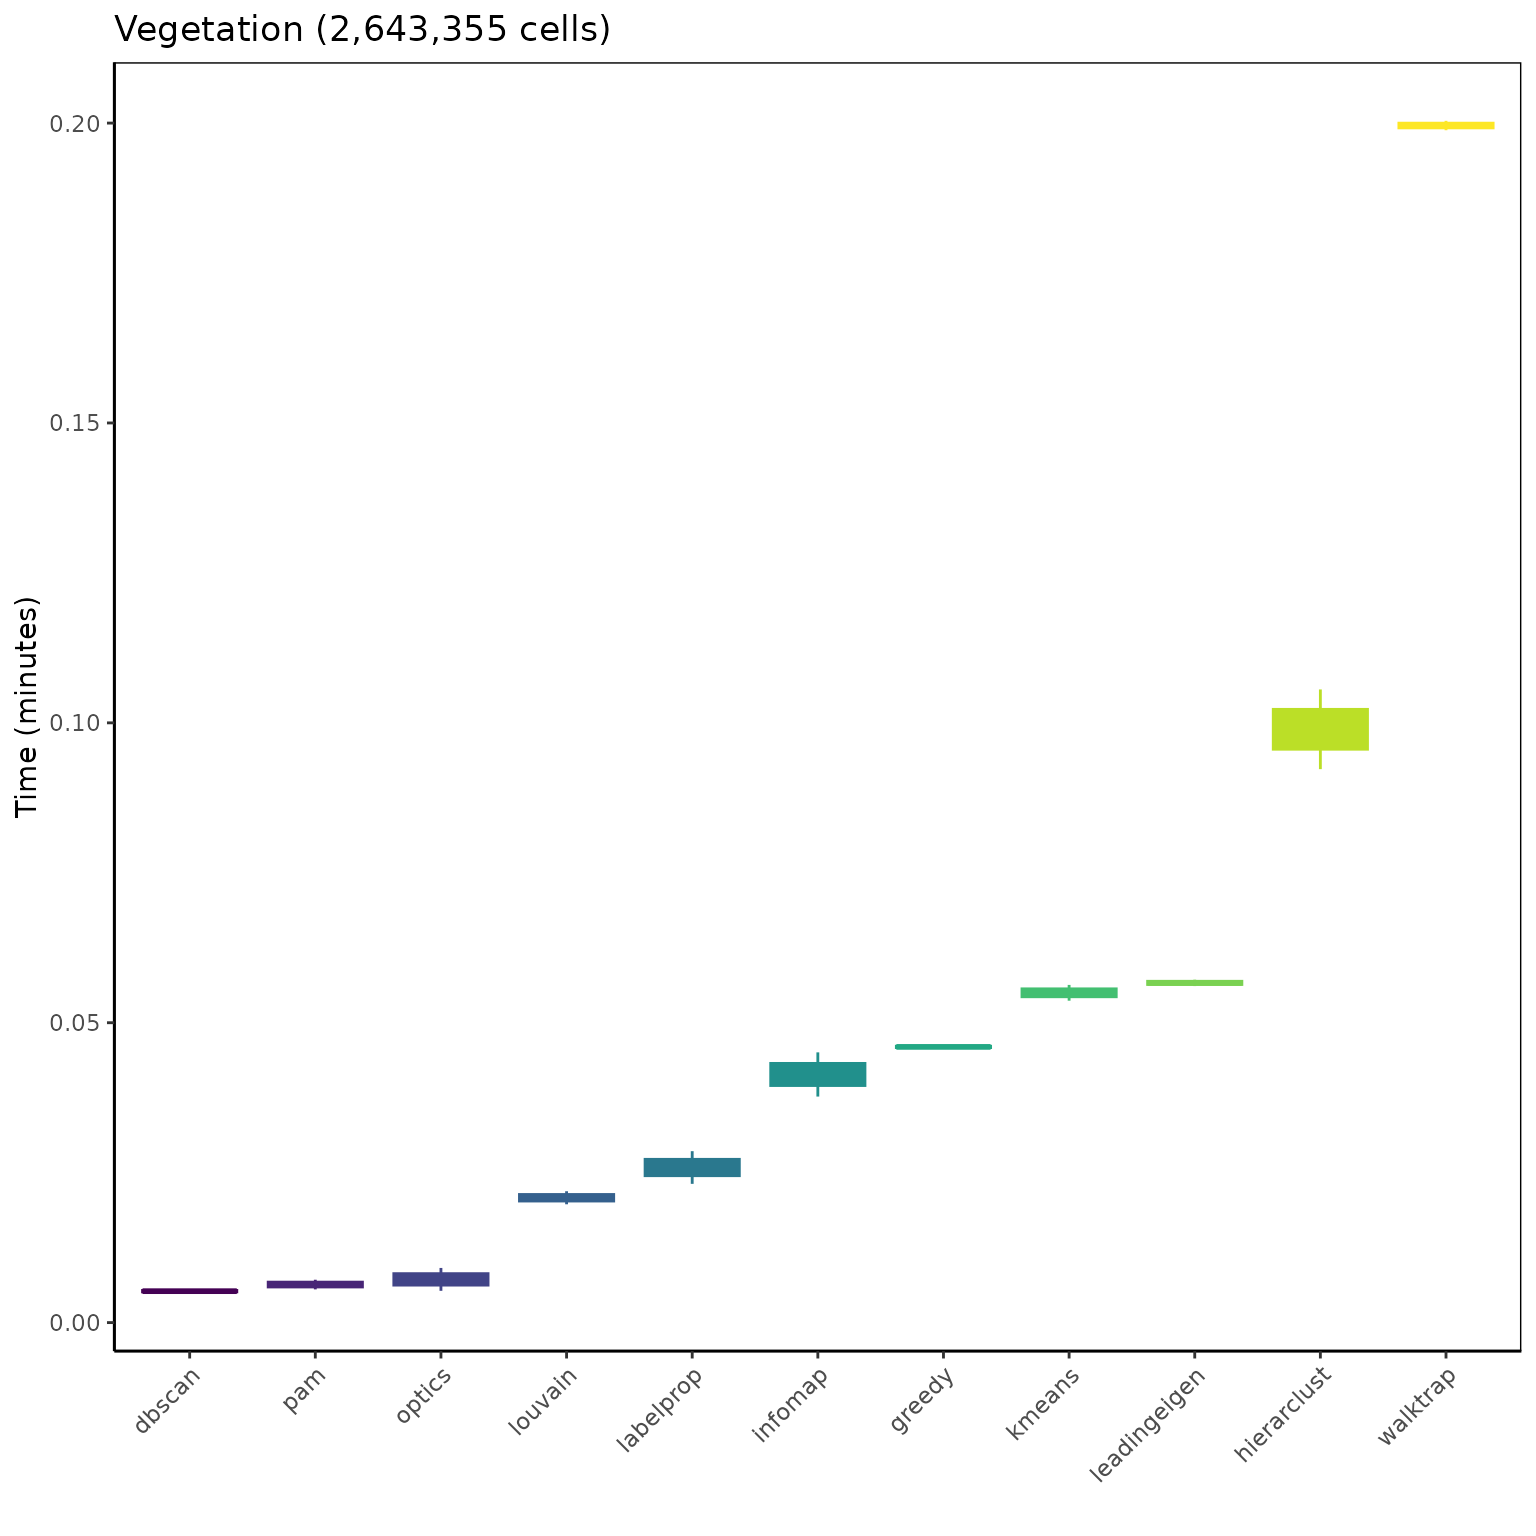 Vegetation (2,643,355 cells)
Time (minutes)
0.20
0.15
0.10
0.05
0.00
dbscan
pam
optics
louvain
labelprop
infomap
greedy
kmeans
leadingeigen
hierarclust
walktrap